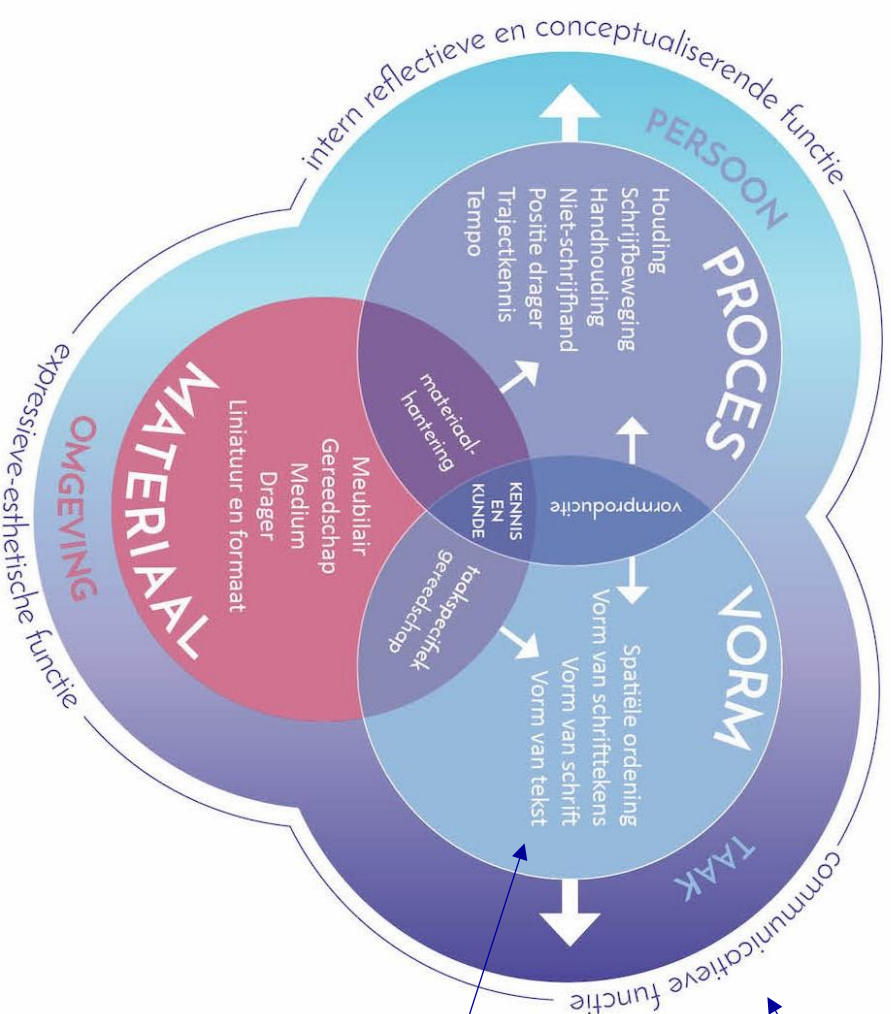 intern reflectieve en conceptualiserende functie
PERSOON
PROCES
Houding
Schrijfbeweging
Handhouding
Niet-schrijfhand
Positie drager
Trajectkennis
Tempo
vormproducite
VORM
Spatiële ordening
Vorm van schrifttekens
Vorm van schrift
Vorm van tekst
TAAK
communicatieve functie
materiaal-
hantering
KENNIS
EN
KUNDE
taakspecifiek
gereedschap
Meubilair
Gereedschap
Medium
Drager
Liniatuur en formaat
MATERIAAL
OMGEVING
expressieve-esthetische functie